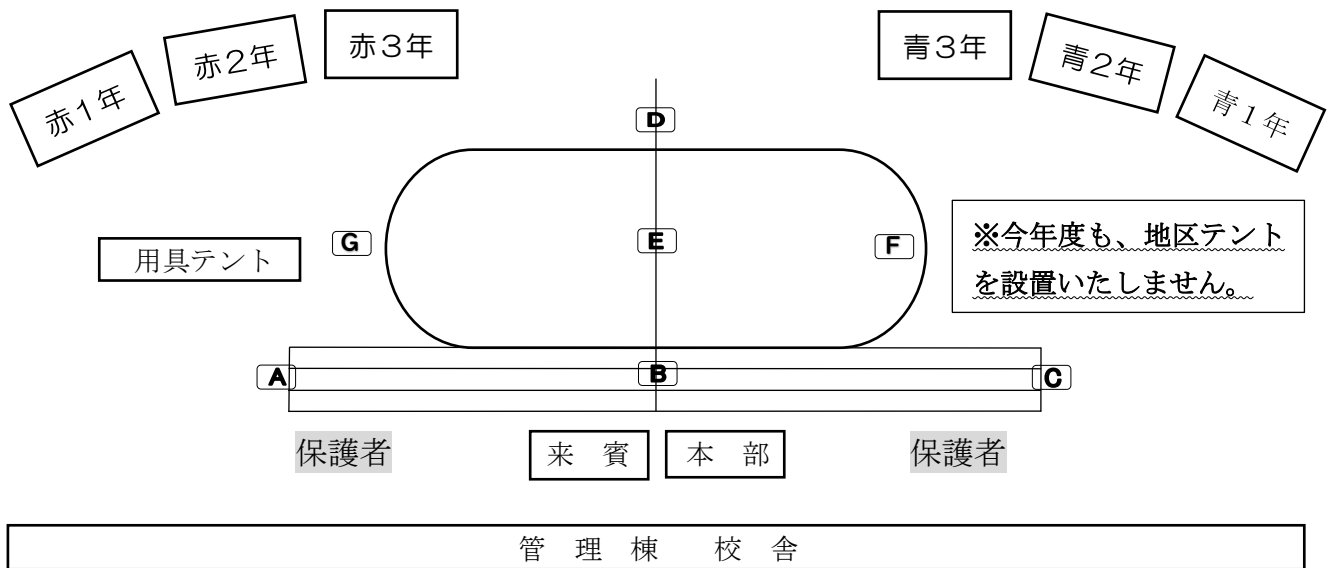 赤1年
赤2年
赤3年
青3年
青2年
青1年
D
G
E
F
用具テント
※今年度も、地区テント
を設置いたしません。
A
B
C
保護者
来 賓
本 部
保護者
管 理 棟 校 舎